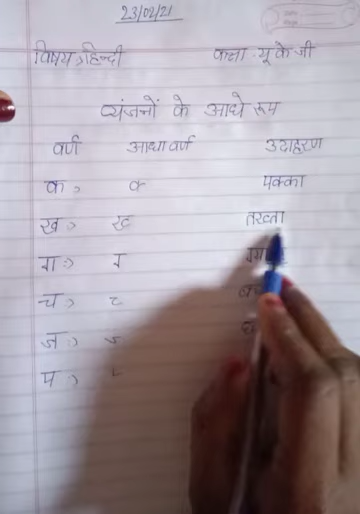 23/02/21
विषय :) हिन्दी कक्षा - यू के जी
व्यंजनों के आधे रूप
वर्ण आधा वर्ण उदाहरण
क :) क् पक्का
ख :) ख् तख्ता
ग :) ग्
च :) च्
ज :) ज्
प :) प्